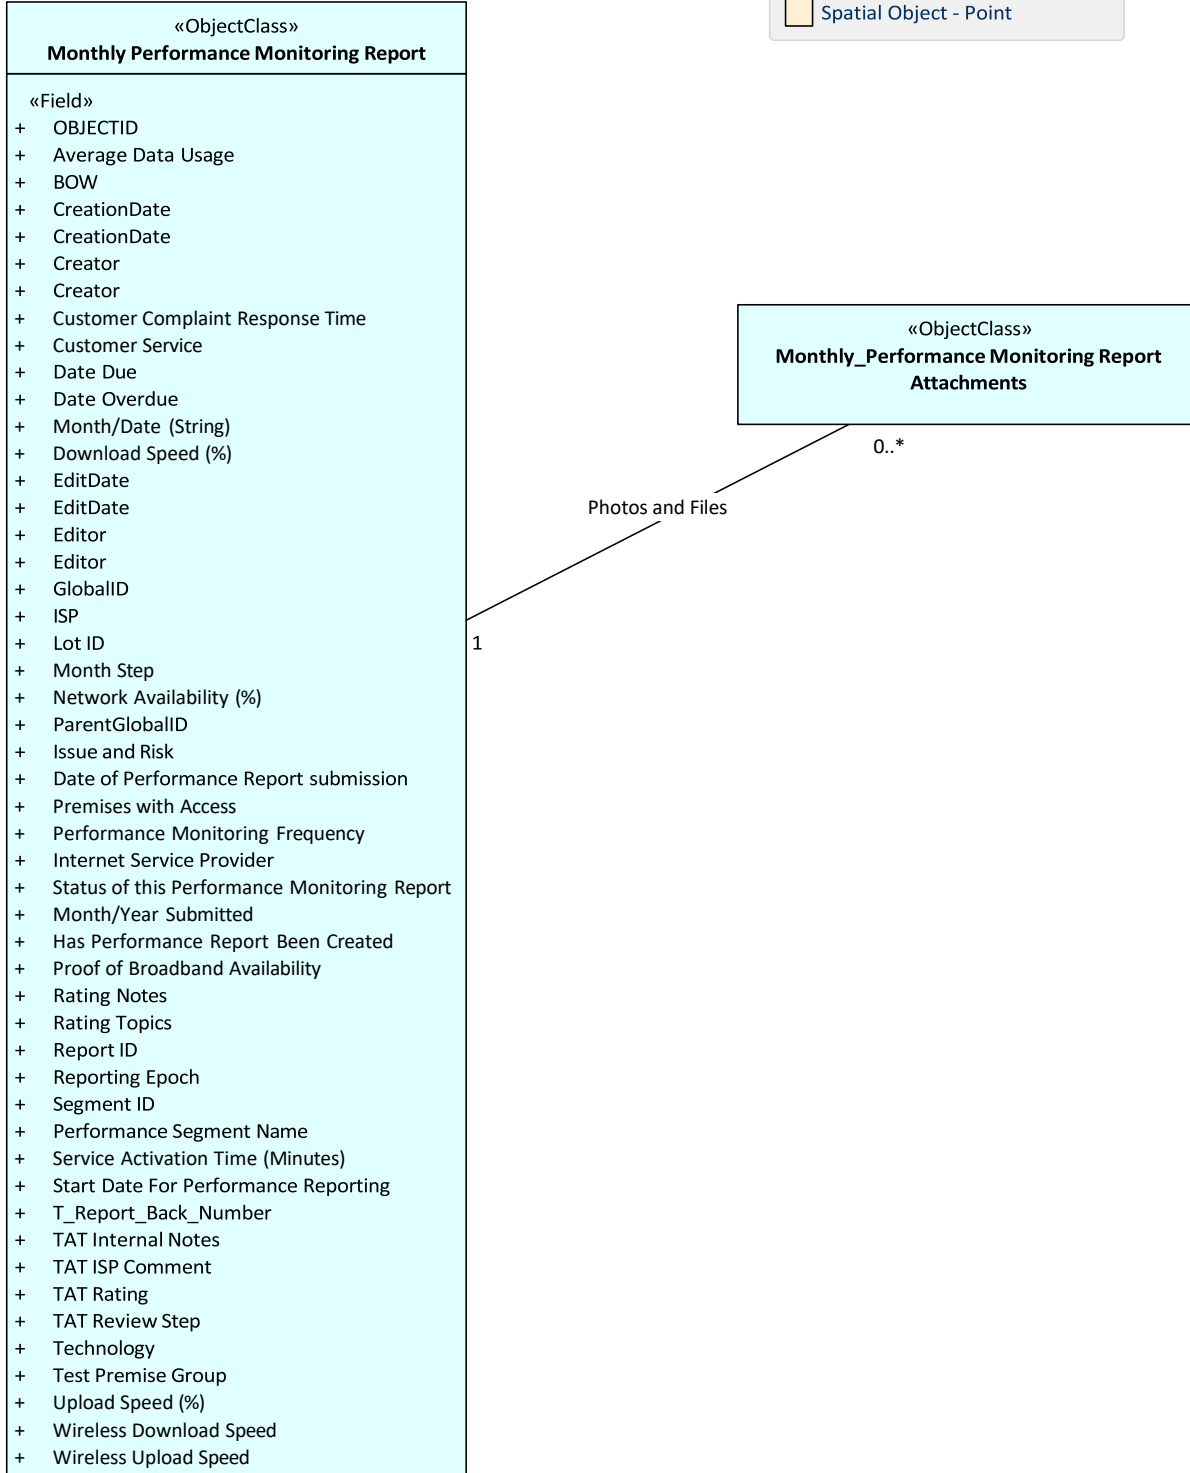 Spatial Object - Point
«ObjectClass»
Monthly Performance Monitoring Report
«Field»
+ OBJECTID
+ Average Data Usage
+ BOW
+ CreationDate
+ CreationDate
+ Creator
+ Creator
+ Customer Complaint Response Time
+ Customer Service
+ Date Due
+ Date Overdue
+ Month/Date (String)
+ Download Speed (%)
+ EditDate
+ EditDate
+ Editor
+ Editor
+ GlobalID
+ ISP
+ Lot ID
+ Month Step
+ Network Availability (%)
+ ParentGlobalID
+ Issue and Risk
+ Date of Performance Report submission
+ Premises with Access
+ Performance Monitoring Frequency
+ Internet Service Provider
+ Status of this Performance Monitoring Report
+ Month/Year Submitted
+ Has Performance Report Been Created
+ Proof of Broadband Availability
+ Rating Notes
+ Rating Topics
+ Report ID
+ Reporting Epoch
+ Segment ID
+ Performance Segment Name
+ Service Activation Time (Minutes)
+ Start Date For Performance Reporting
+ T_Report_Back_Number
+ TAT Internal Notes
+ TAT ISP Comment
+ TAT Rating
+ TAT Review Step
+ Technology
+ Test Premise Group
+ Upload Speed (%)
+ Wireless Download Speed
+ Wireless Upload Speed
«ObjectClass»
Monthly_Performance Monitoring Report
Attachments
0..*
Photos and Files
1